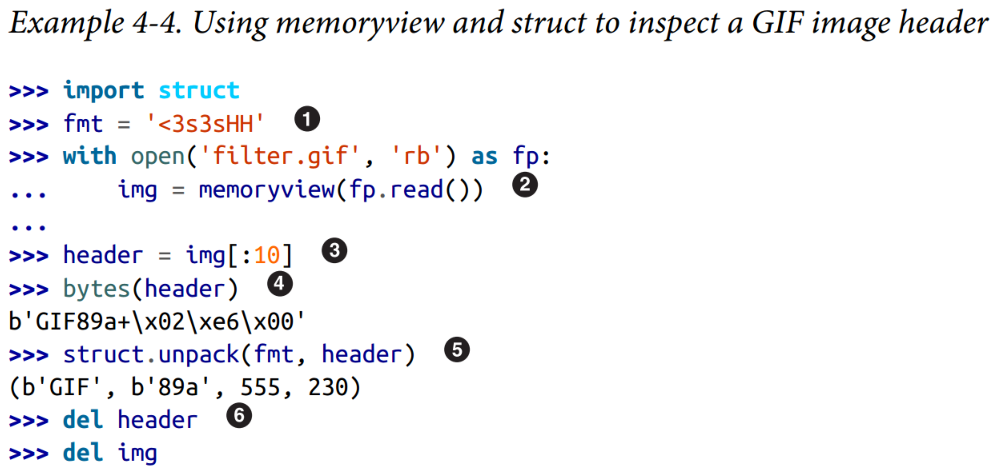 Example 4-4. Using memoryview and struct to inspect a GIF image header
>>> import struct
>>> fmt = '<3s3sHH' ❶
>>> with open('filter.gif', 'rb') as fp:
...     img = memoryview(fp.read()) ❷
...
>>> header = img[:10] ❸
>>> bytes(header) ❹
b'GIF89a+\x02\xe6\x00'
>>> struct.unpack(fmt, header) ❺
(b'GIF', b'89a', 555, 230)
>>> del header ❻
>>> del img